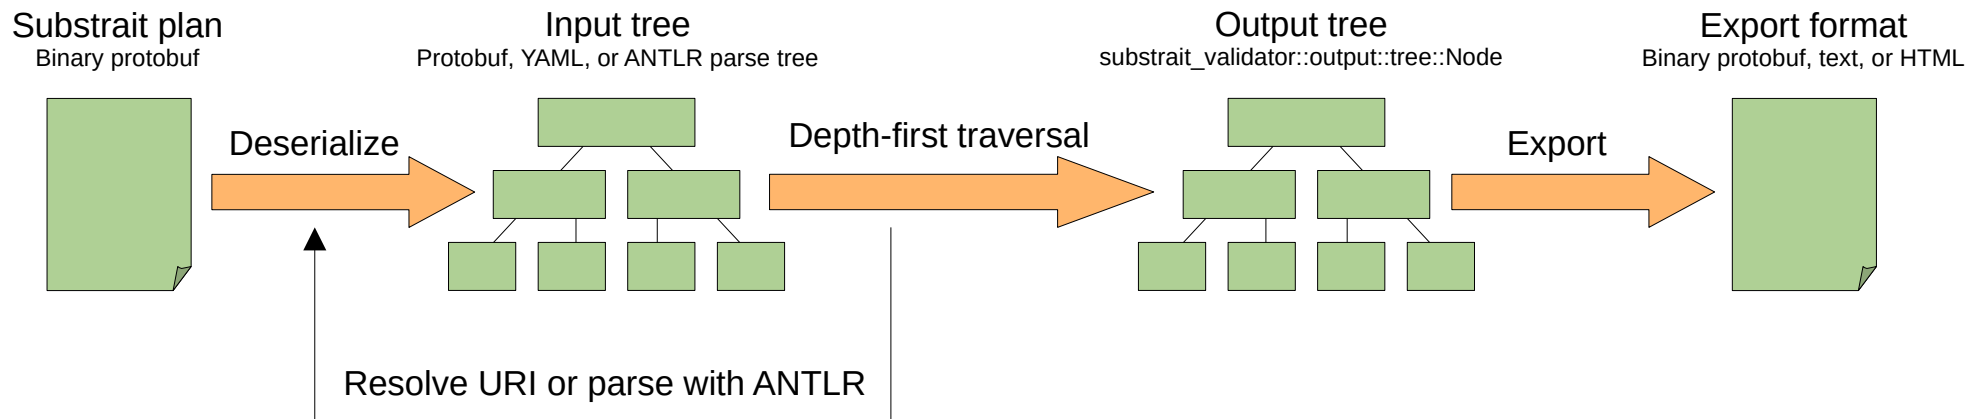 Substrait plan
Binary protobuf
Input tree
Protobuf, YAML, or ANTLR parse tree
Output tree
substrait_validator::output::tree::Node
Export format
Binary protobuf, text, or HTML
Deserialize
Depth-first traversal
Export
Resolve URI or parse with ANTLR